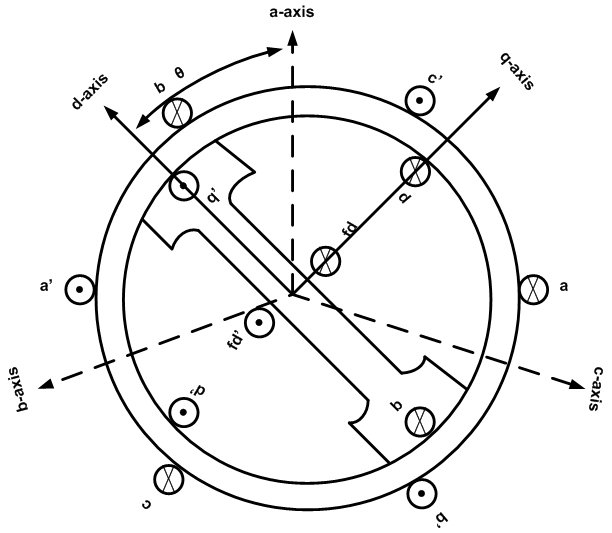 a-axis
d-axis
b
θ
c'
q-axis
q'
d
fd
a'
a
fd'
b-axis
c-axis
d'
q
c
b'